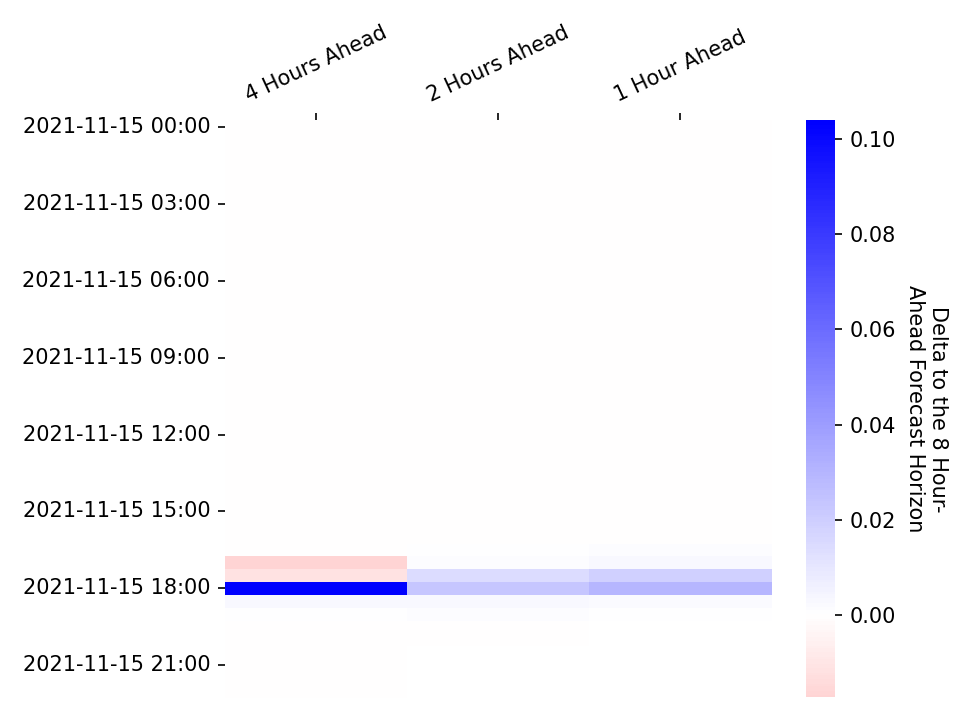 4 Hours Ahead
2 Hours Ahead
1 Hour Ahead
2021-11-15 00:00
2021-11-15 03:00
2021-11-15 06:00
2021-11-15 09:00
2021-11-15 12:00
2021-11-15 15:00
2021-11-15 18:00
2021-11-15 21:00
0.10
0.08
0.06
0.04
0.02
0.00
Delta to the 8 Hour-
Ahead Forecast Horizon